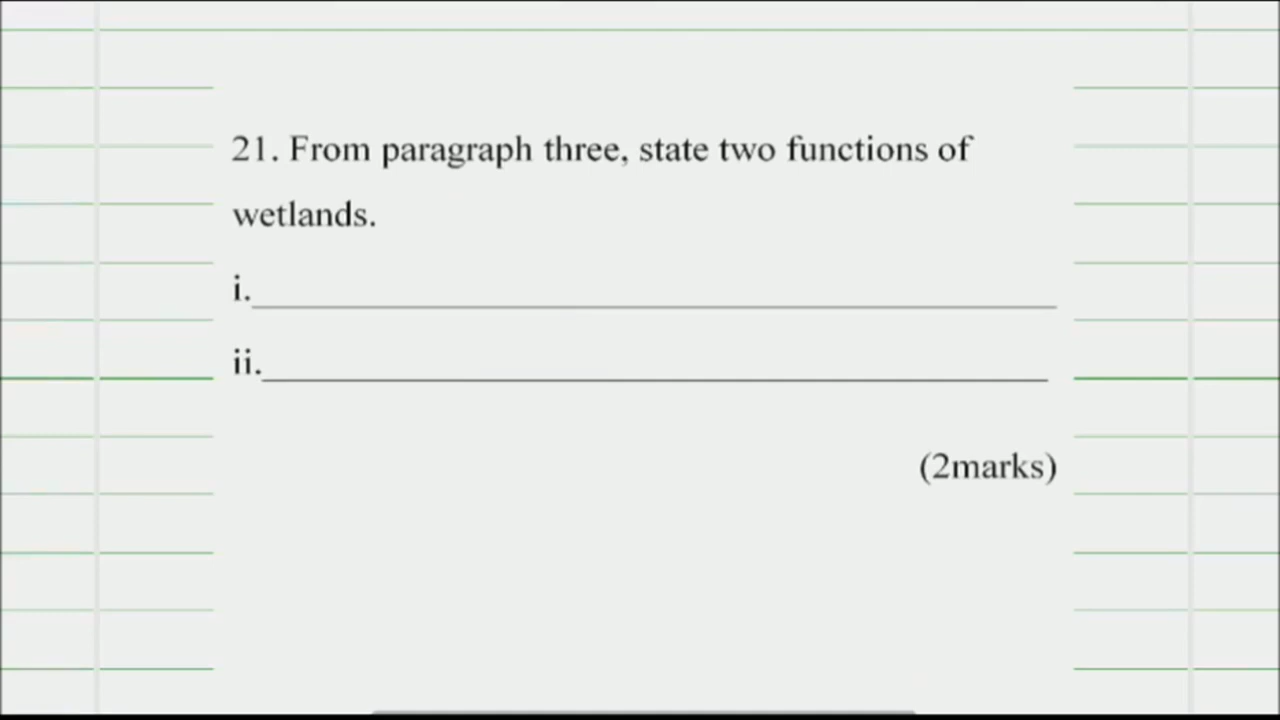 21. From paragraph three, state two functions of
wetlands.
i.
ii.
(2marks)